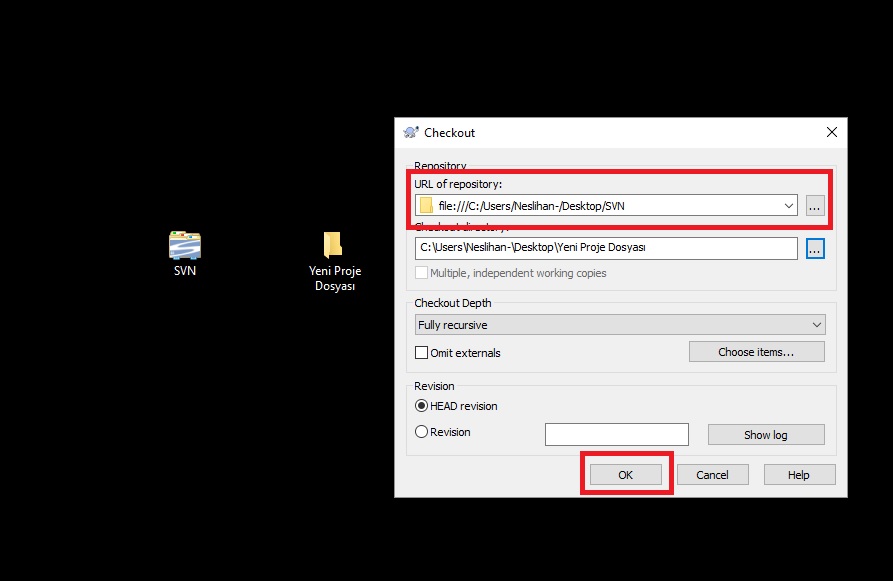 SVN
Yeni Proje
Dosyası
Checkout
Repository
URL of repository:
file:///C:/Users/Neslihan-/Desktop/SVN
...
Checkout directory:
C:\Users\Neslihan-\Desktop\Yeni Proje Dosyası
...
Multiple, independent working copies
Checkout Depth
Fully recursive
Omit externals
Choose items...
Revision
HEAD revision
Revision
Show log
OK
Cancel
Help